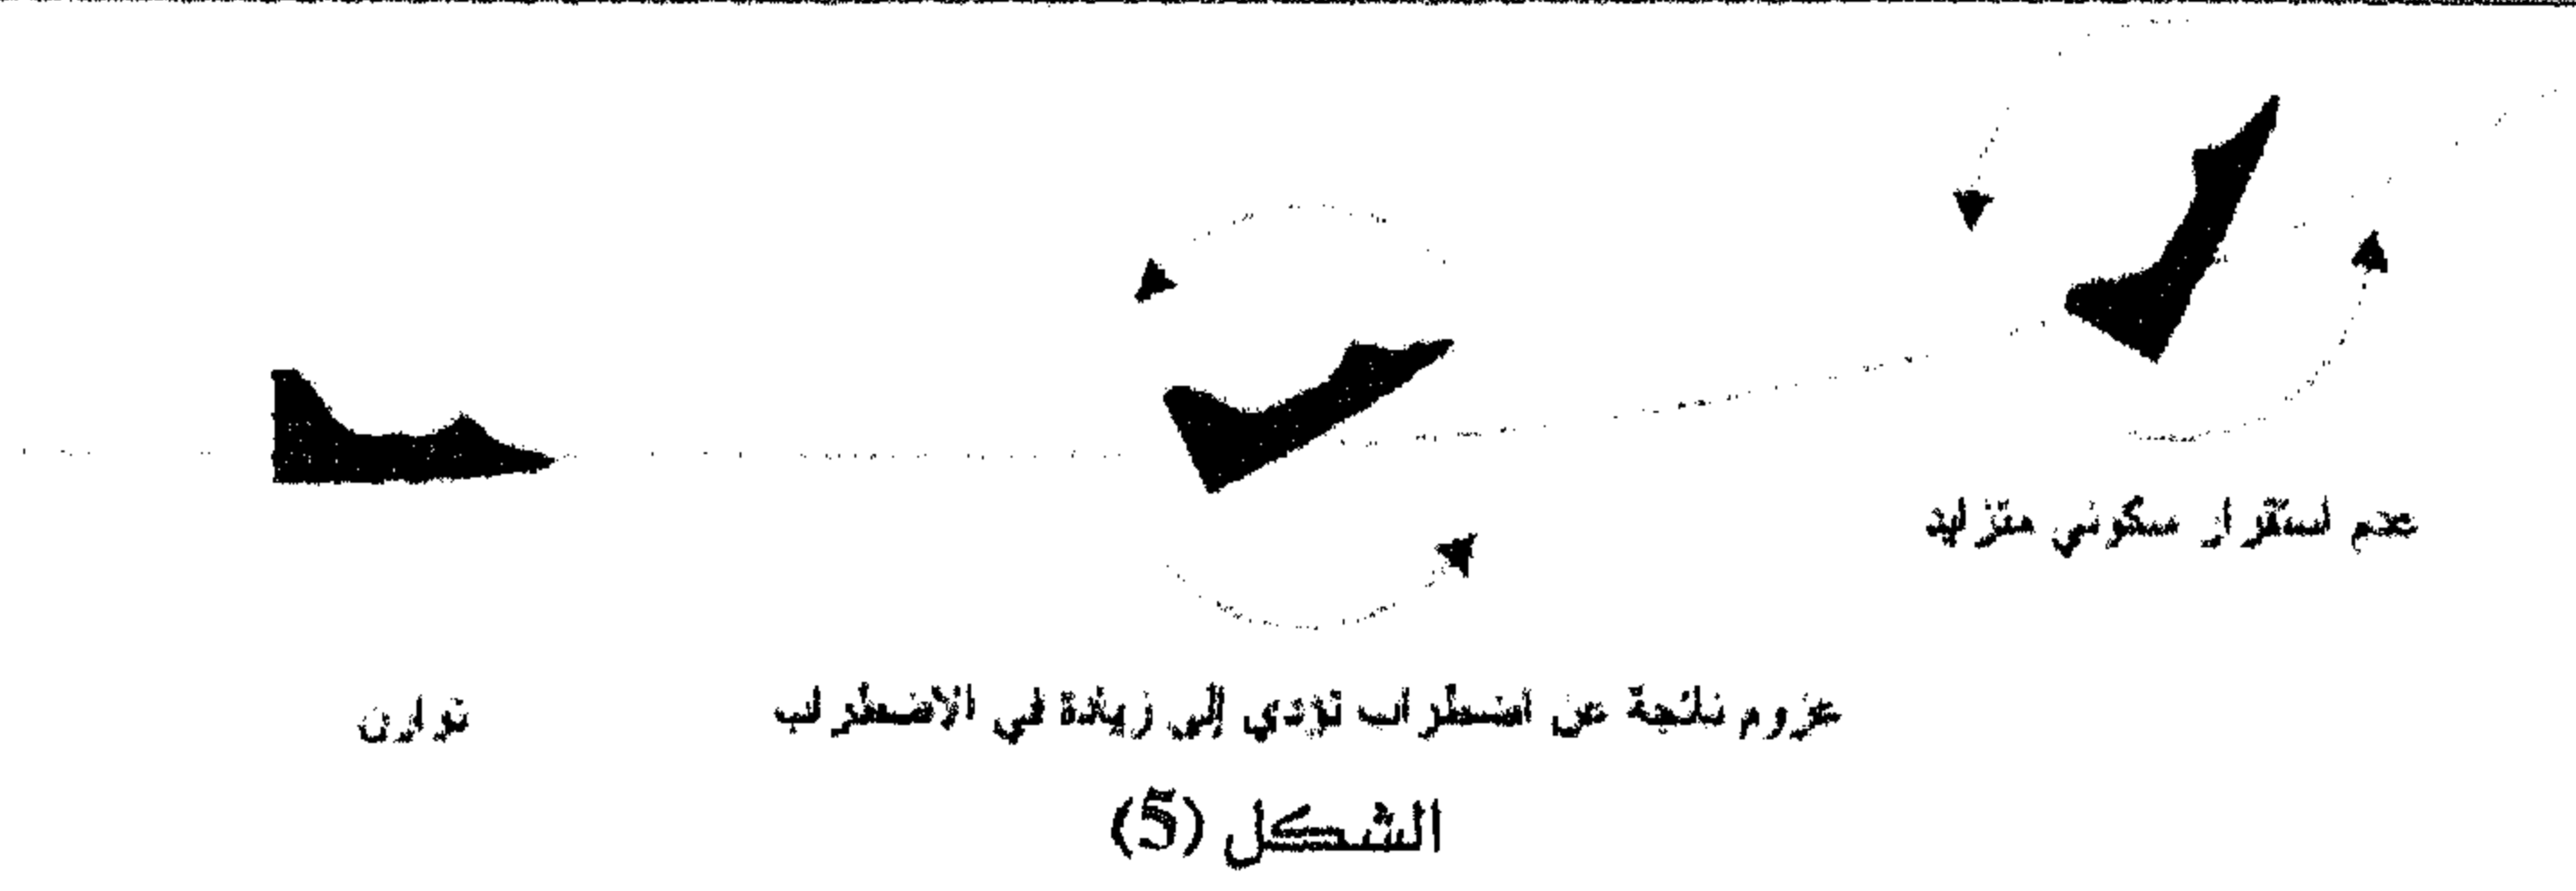 عدم استقرار سكوني متزايد
توازن
عزوم ناتجة عن اضطراب تؤدي إلى زيادة في الاضطراب
الشكل (5)